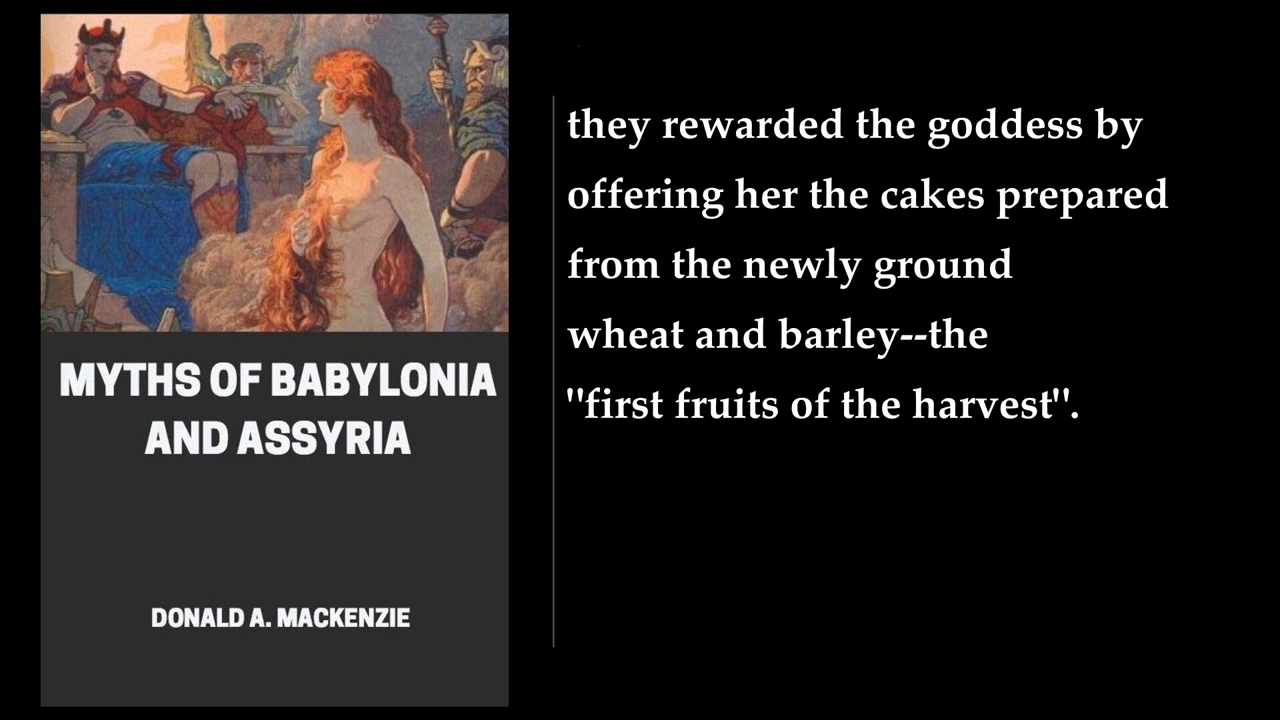 MYTHS OF BABYLONIA
AND ASSYRIA
DONALD A. MACKENZIE
they rewarded the goddess by
offering her the cakes prepared
from the newly ground
wheat and barley--the
"first fruits of the harvest".